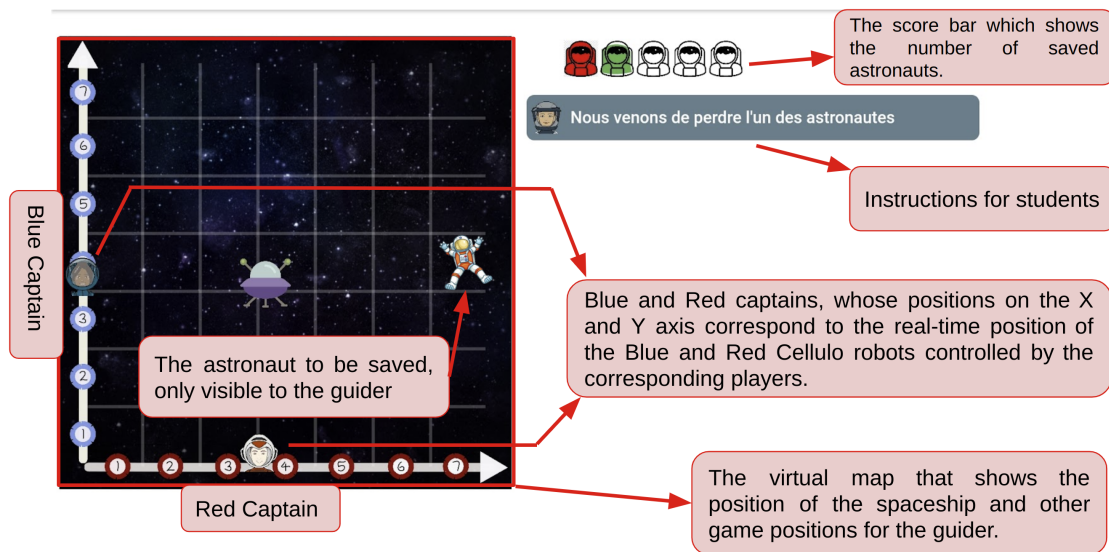 The score bar which shows
the number of saved
astronauts.
Nous venons de perdre l'un des astronautes
Instructions for students
7
6
5
3
2
1
Blue Captain
The astronaut to be saved,
only visible to the guider
Blue and Red captains, whose positions on the X
and Y axis correspond to the real-time position of
the Blue and Red Cellulo robots controlled by the
corresponding players.
1 2 3 4 5 6 7
Red Captain
The virtual map that shows the
position of the spaceship and other
game positions for the guider.